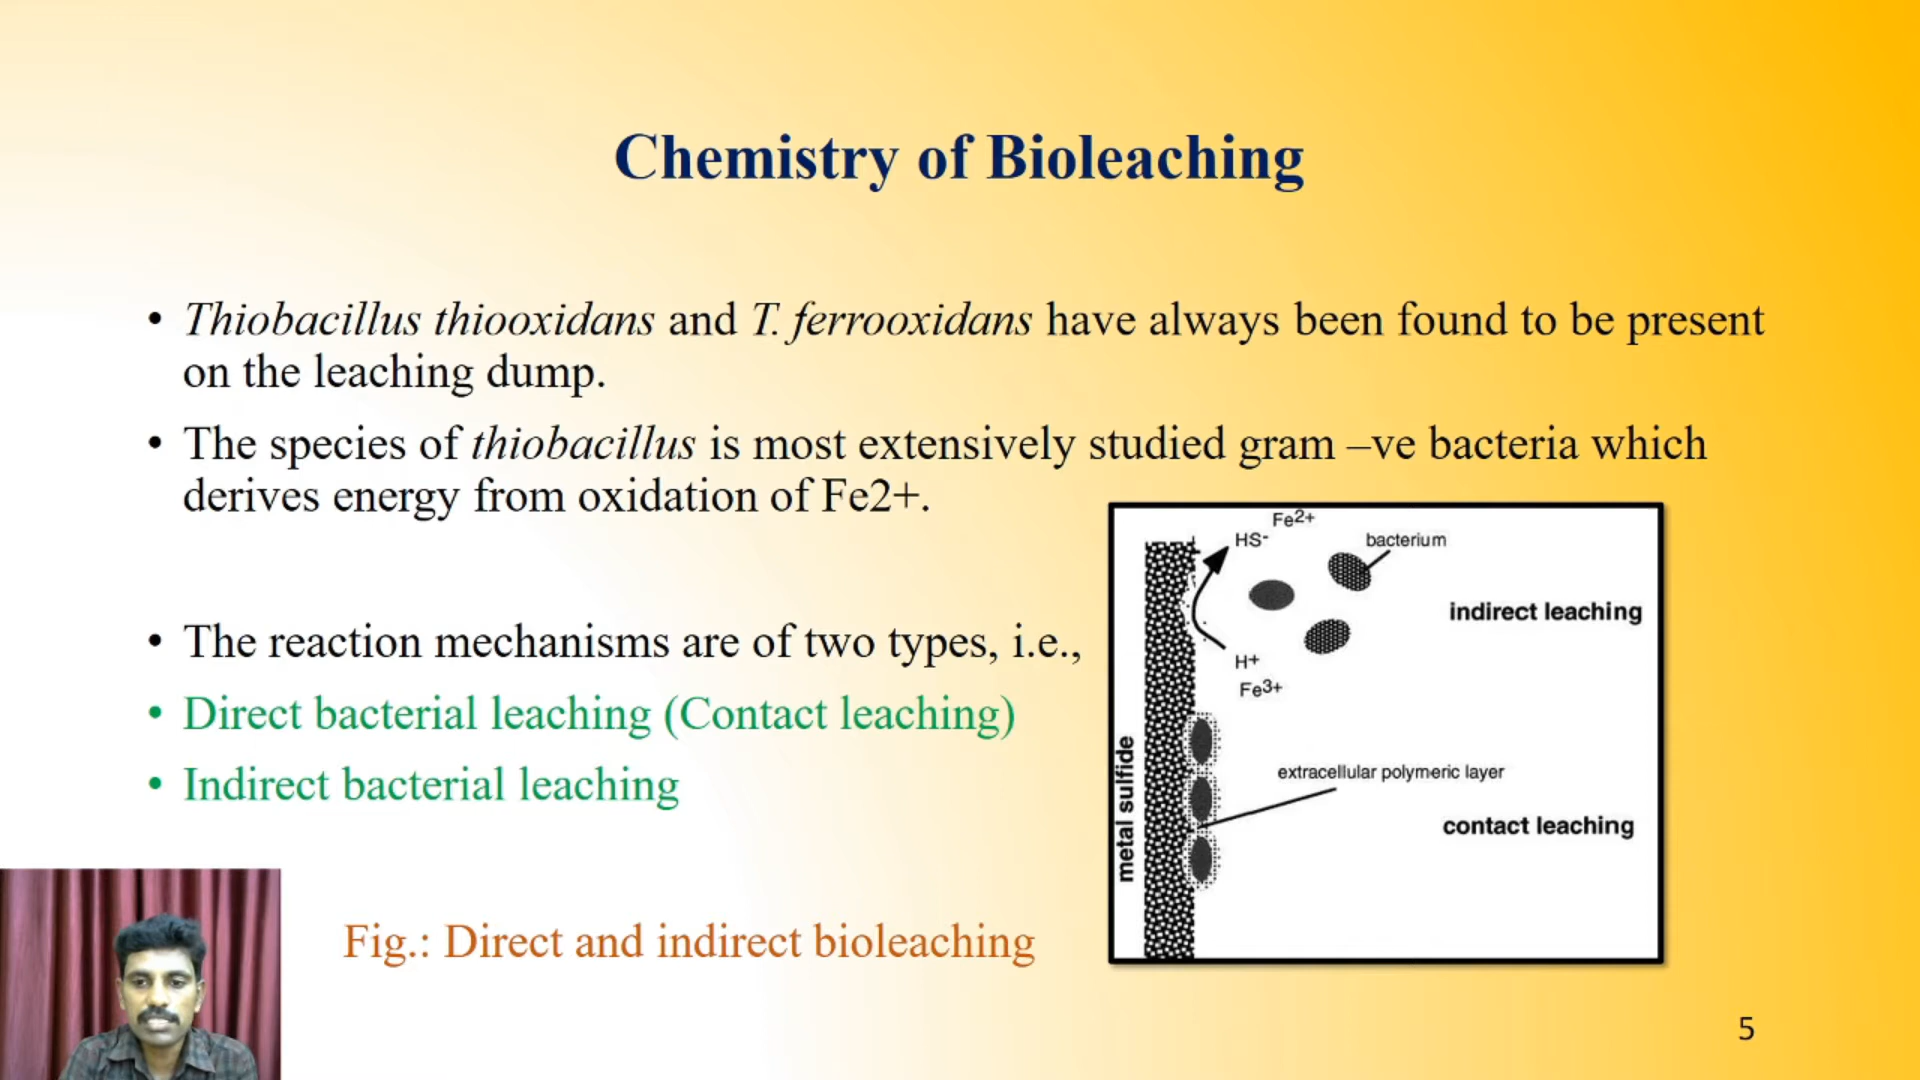 Chemistry of Bioleaching
• Thiobacillus thiooxidans and T. ferrooxidans have always been found to be present
on the leaching dump.
• The species of thiobacillus is most extensively studied gram –ve bacteria which
derives energy from oxidation of Fe2+.
• The reaction mechanisms are of two types, i.e.,
• Direct bacterial leaching (Contact leaching)
• Indirect bacterial leaching
Fig.: Direct and indirect bioleaching
Fe2+
HS-
bacterium
indirect leaching
H+
Fe3+
metal sulfide
extracellular polymeric layer
contact leaching
5